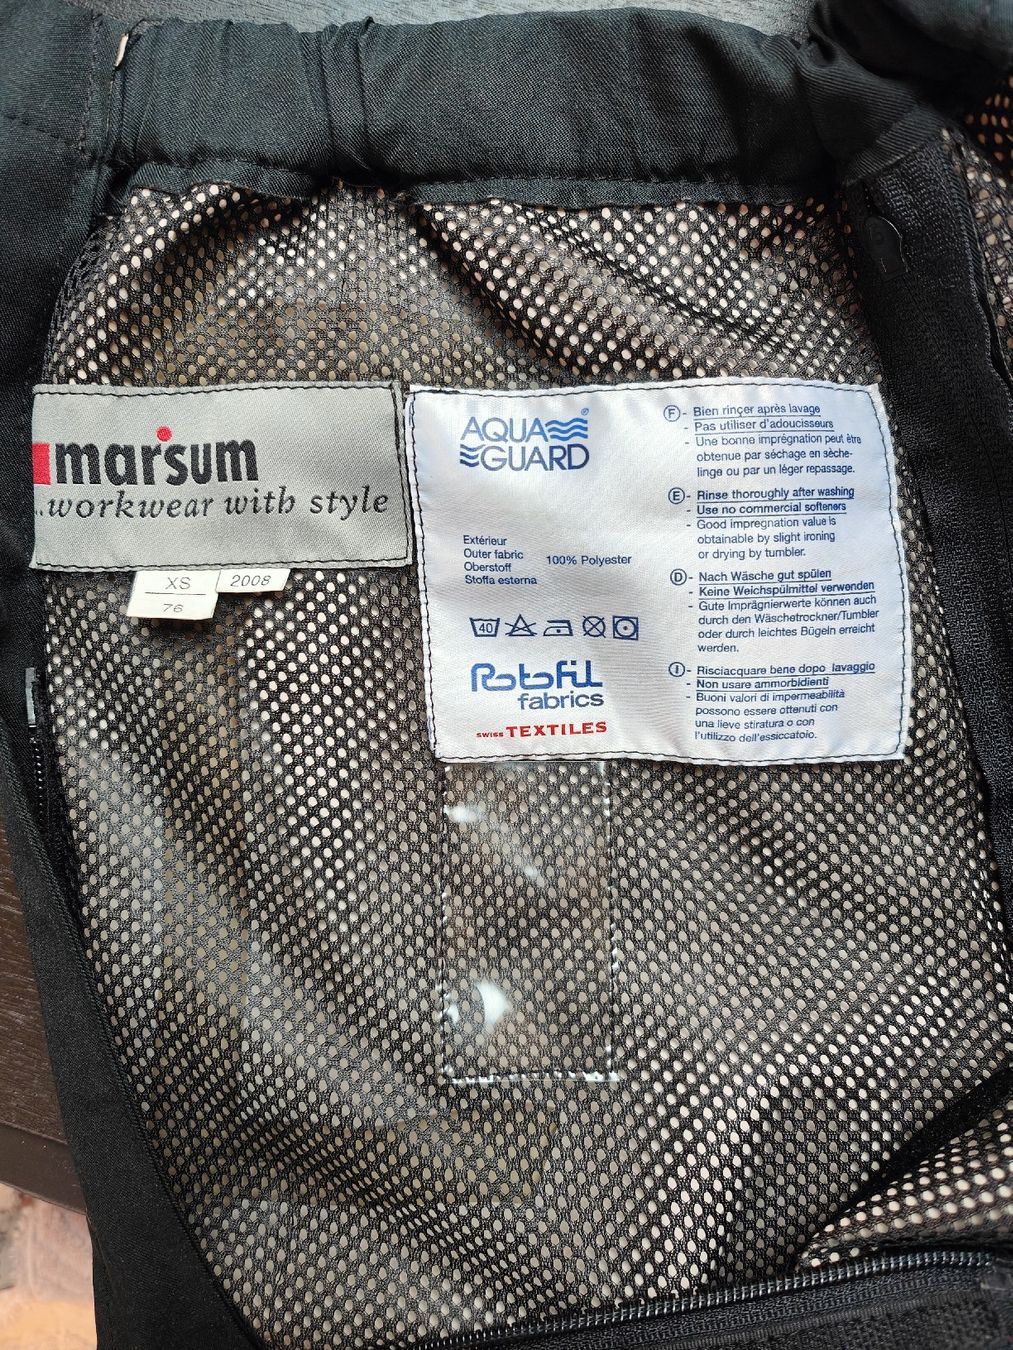 marsum
..workwear with style
XS
76
2008
AQUA
GUARD®
Extérieur
Outer fabric
Oberstoff
Stoffa esterna
100% Polyester
40
Rotofil
fabrics
swiss TEXTILES
F - Bien rinçer après lavage
- Pas utiliser d'adoucisseurs
- Une bonne imprégnation peut être
obtenue par séchage en sèche-
linge ou par un léger repassage.
E - Rinse thoroughly after washing
- Use no commercial softeners
- Good impregnation value is
obtainable by slight ironing
or drying by tumbler.
D - Nach Wäsche gut spülen
- Keine Weichspülmittel verwenden
- Gute Imprägnierwerte können auch
durch den Wäschetrockner/Tumbler
oder durch leichtes Bügeln erreicht
werden.
I - Risciacquare bene dopo lavaggio
- Non usare ammorbidienti
- Buoni valori di impermeabilità
possono essere ottenuti con
una lieve stiratura o con
l'utilizzo dell'essiccatoio.